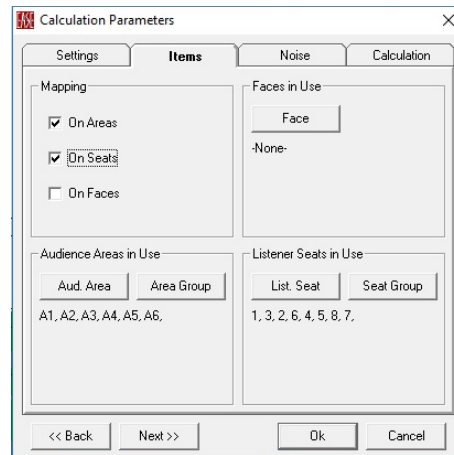 EASE Calculation Parameters
Settings Items Noise Calculation
Mapping
On Areas
On Seats
On Faces
Faces in Use
Face
-None-
Audience Areas in Use
Aud. Area Area Group
A1, A2, A3, A4, A5, A6,
Listener Seats in Use
List. Seat Seat Group
1, 3, 2, 6, 4, 5, 8, 7,
<< Back Next >> Ok Cancel